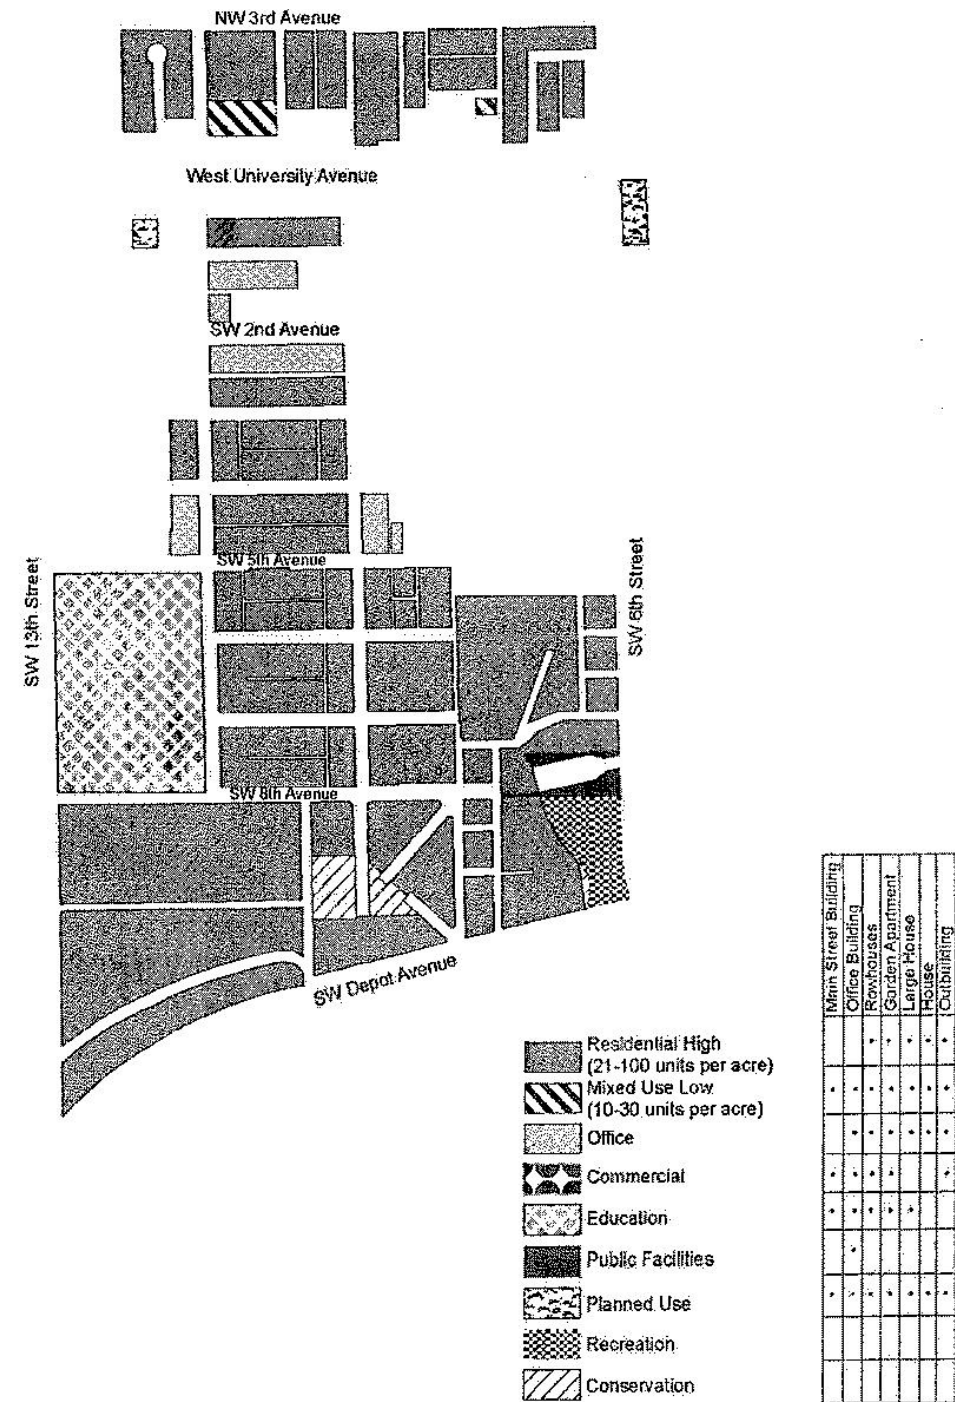 NW 3rd Avenue
West University Avenue
SW 2nd Avenue
SW 5th Avenue
SW 13th Street
SW 6th Street
SW 8th Avenue
SW Depot Avenue
Residential High
(21-100 units per acre)
Mixed Use Low
(10-30 units per acre)
Office
Commercial
Education
Public Facilities
Planned Use
Recreation
Conservation
Main Street Building
Office Building
Rowhouses
Garden Apartment
Large House
House
Outbuilding